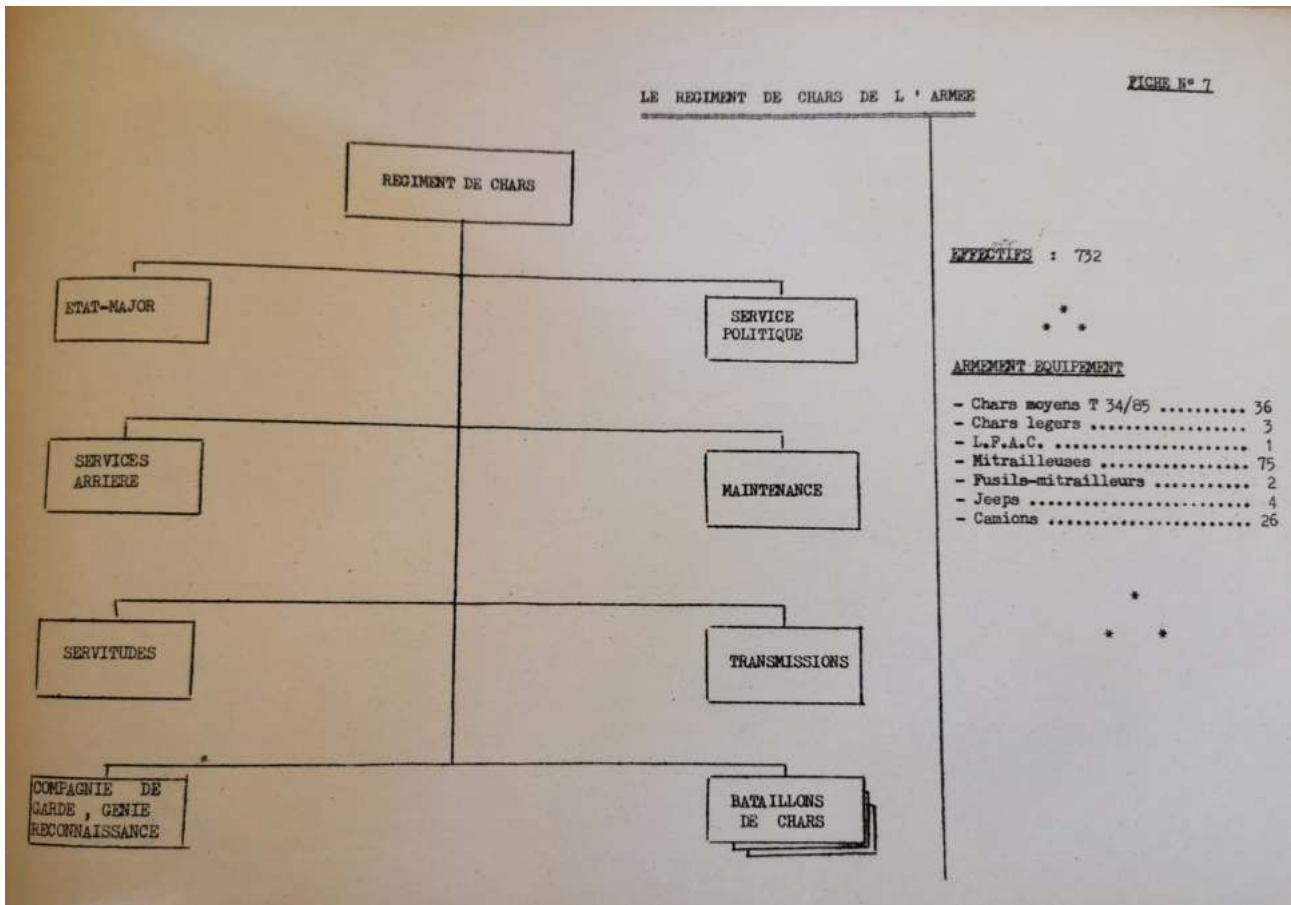 FICHE N° 7
LE REGIMENT DE CHARS DE L ' ARMEE
REGIMENT DE CHARS
ETAT-MAJOR
SERVICE
POLITIQUE
SERVICES
ARRIERE
MAINTENANCE
SERVITUDES
TRANSMISSIONS
COMPAGNIE DE
GARDE , GENIE
RECONNAISSANCE
BATAILLONS
DE CHARS
EFFECTIFS : 732
*
* *
ARMEMENT EQUIPEMENT
- Chars moyens T 34/85 .......... 36
- Chars legers .................. 3
- L.F.A.C. ...................... 1
- Mitrailleuses ................. 75
- Fusils-mitrailleurs ........... 2
- Jeeps ......................... 4
- Camions ....................... 26
*
* *